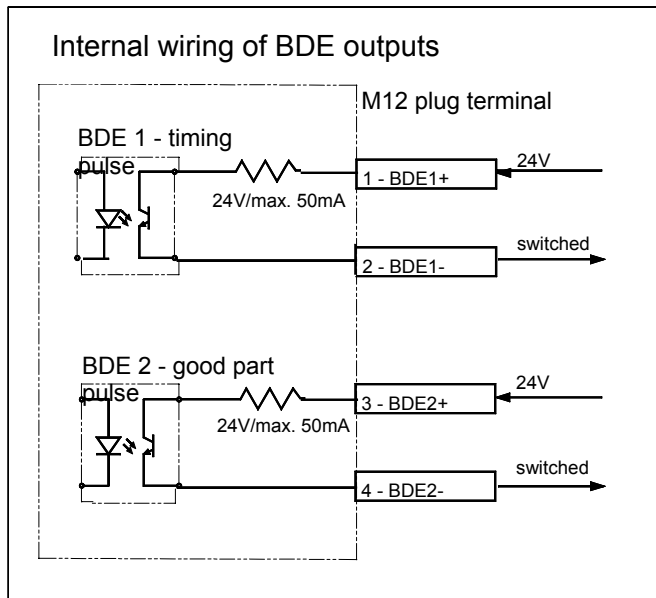 Internal wiring of BDE outputs
M12 plug terminal
BDE 1 - timing
pulse
24V/max. 50mA
1 - BDE1+
24V
2 - BDE1-
switched
BDE 2 - good part
pulse
24V/max. 50mA
3 - BDE2+
24V
4 - BDE2-
switched